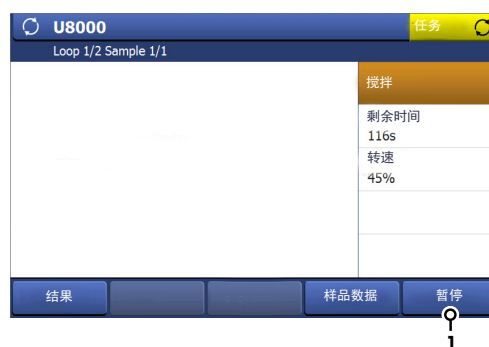 U8000
任务
Loop 1/2 Sample 1/1
搅拌
剩余时间
116s
转速
45%
结果
样品数据
暂停
1